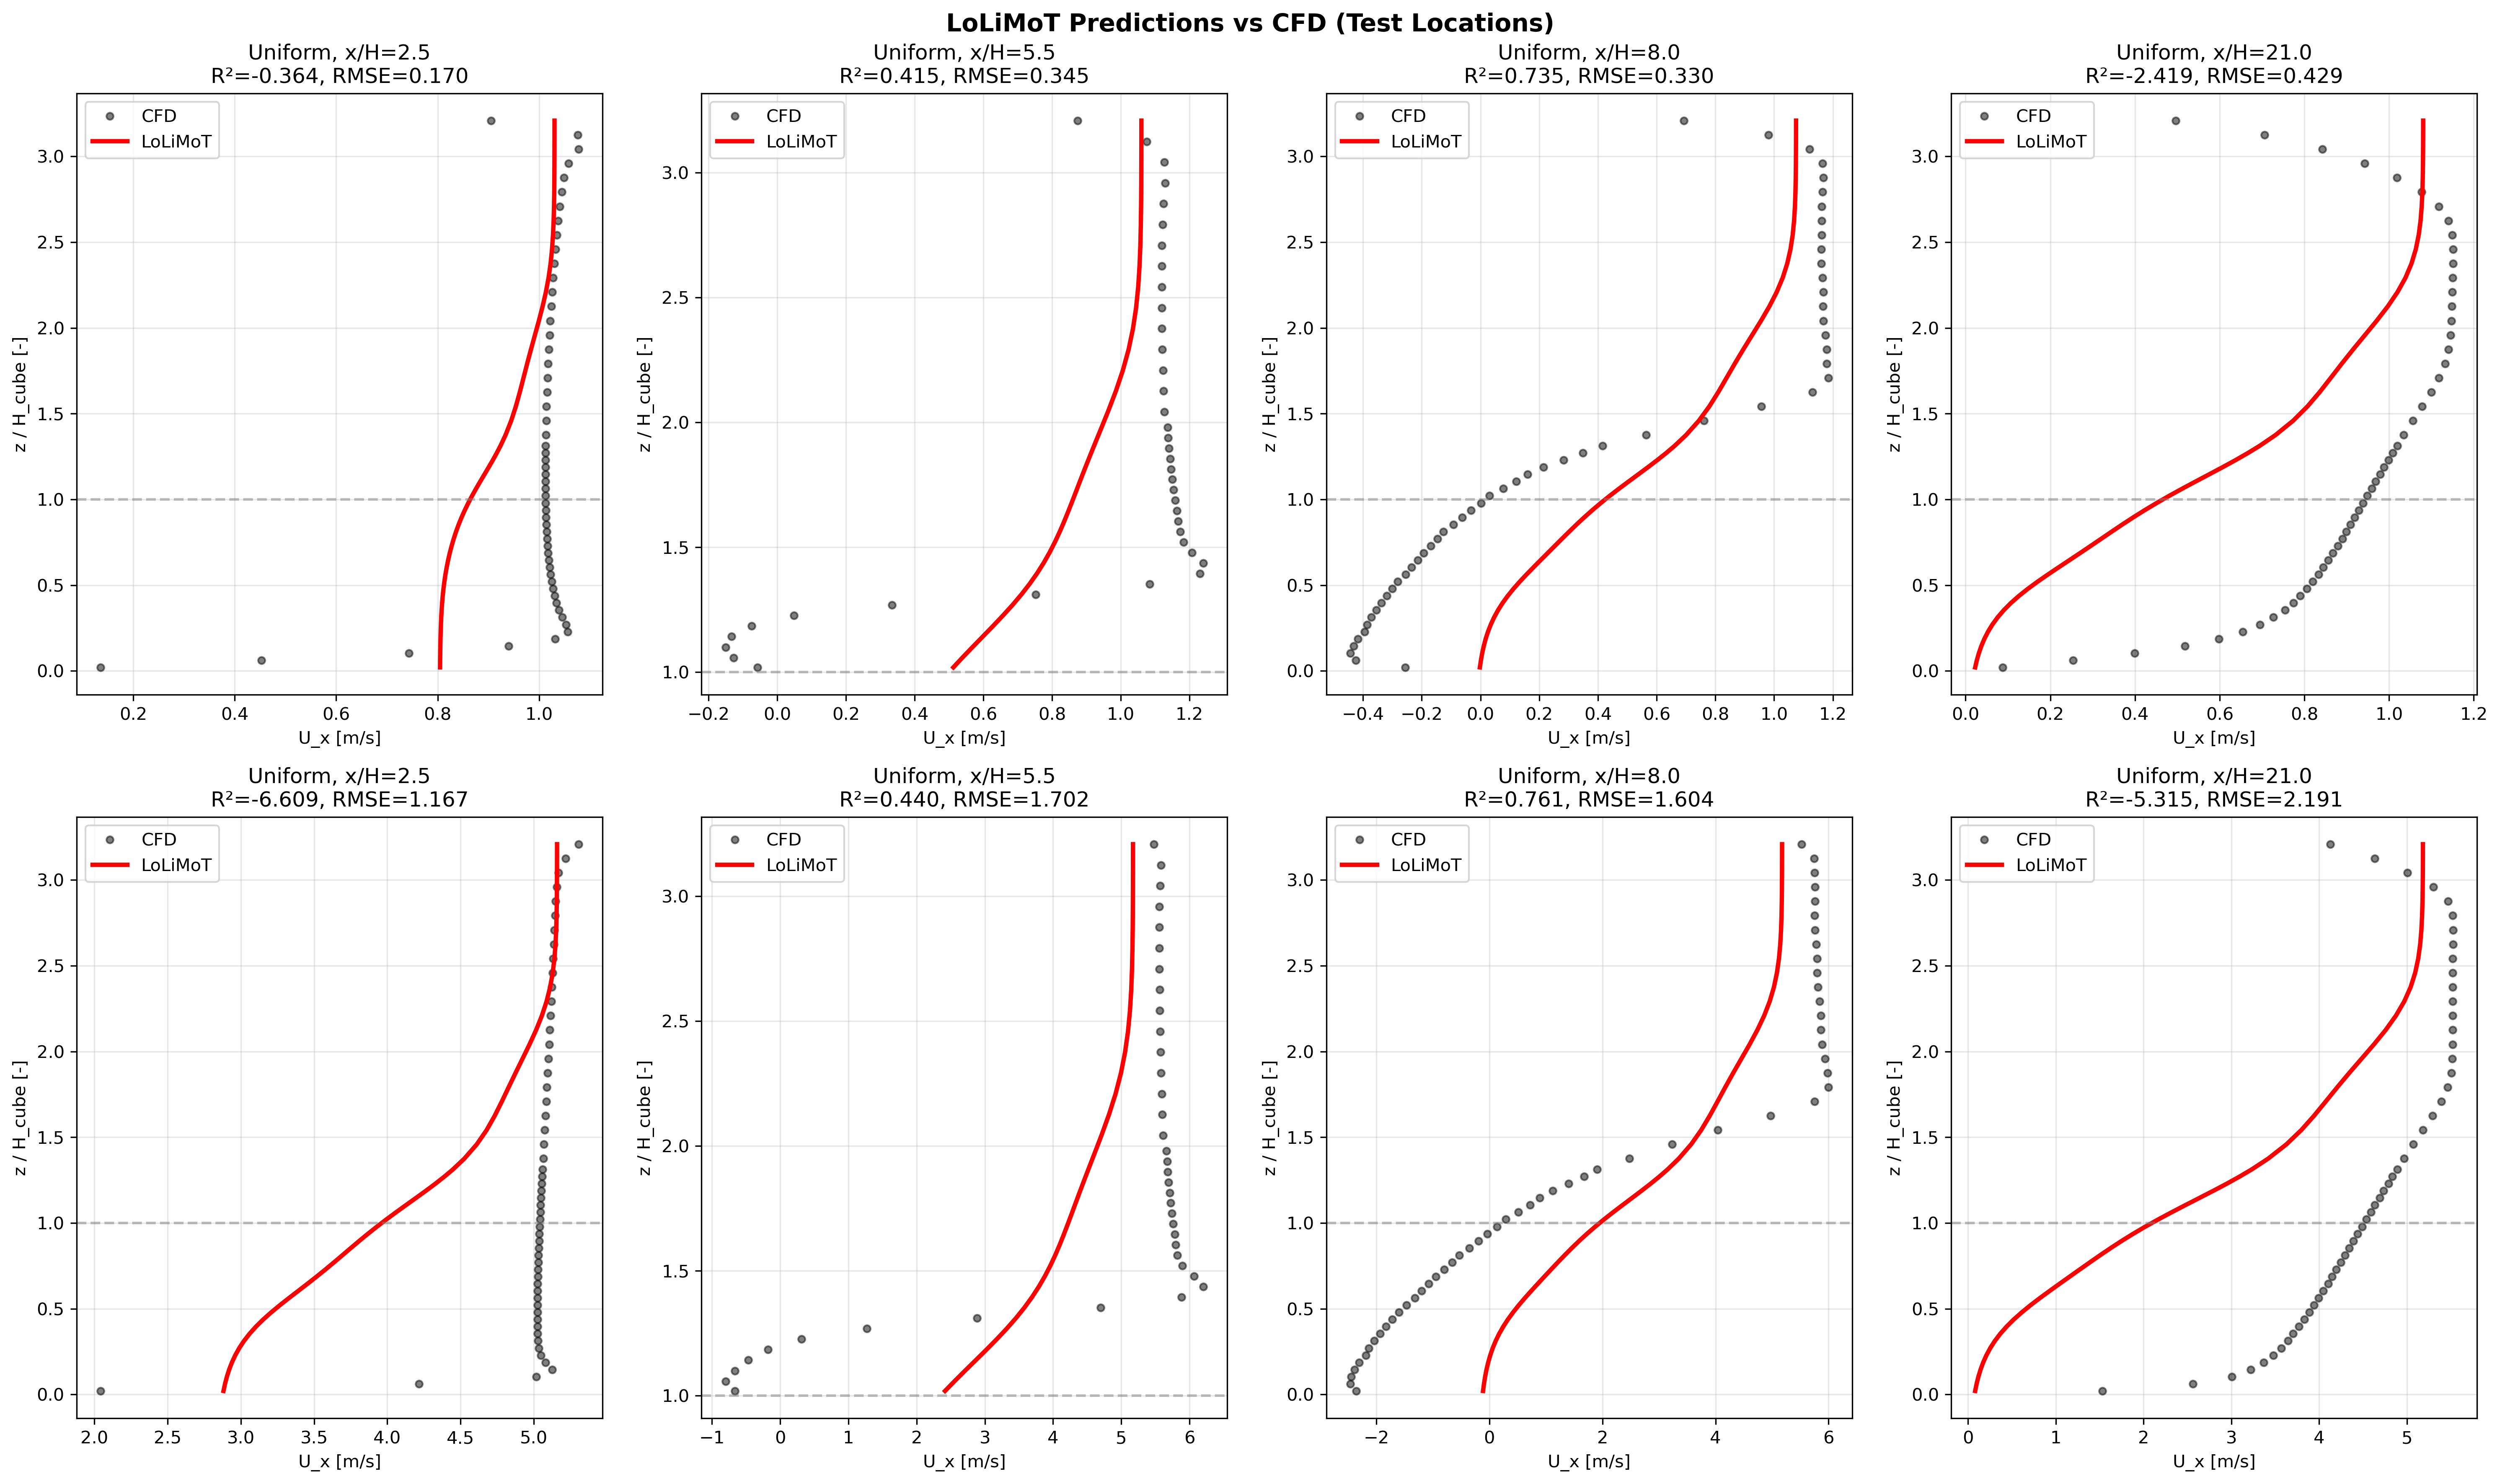 LoLiMoT Predictions vs CFD (Test Locations)
Uniform, x/H=2.5
R²=-0.364, RMSE=0.170
CFD
LoLiMoT
3.0
2.5
2.0
1.5
1.0
0.5
0.0
z / H_cube [-]
0.2 0.4 0.6 0.8 1.0
U_x [m/s]
Uniform, x/H=5.5
R²=0.415, RMSE=0.345
CFD
LoLiMoT
3.0
2.5
2.0
1.5
1.0
z / H_cube [-]
−0.2 0.0 0.2 0.4 0.6 0.8 1.0 1.2
U_x [m/s]
Uniform, x/H=8.0
R²=0.735, RMSE=0.330
CFD
LoLiMoT
3.0
2.5
2.0
1.5
1.0
0.5
0.0
z / H_cube [-]
−0.4 −0.2 0.0 0.2 0.4 0.6 0.8 1.0 1.2
U_x [m/s]
Uniform, x/H=21.0
R²=-2.419, RMSE=0.429
CFD
LoLiMoT
3.0
2.5
2.0
1.5
1.0
0.5
0.0
z / H_cube [-]
0.0 0.2 0.4 0.6 0.8 1.0 1.2
U_x [m/s]
Uniform, x/H=2.5
R²=-6.609, RMSE=1.167
CFD
LoLiMoT
3.0
2.5
2.0
1.5
1.0
0.5
0.0
z / H_cube [-]
2.0 2.5 3.0 3.5 4.0 4.5 5.0
U_x [m/s]
Uniform, x/H=5.5
R²=0.440, RMSE=1.702
CFD
LoLiMoT
3.0
2.5
2.0
1.5
1.0
z / H_cube [-]
−1 0 1 2 3 4 5 6
U_x [m/s]
Uniform, x/H=8.0
R²=0.761, RMSE=1.604
CFD
LoLiMoT
3.0
2.5
2.0
1.5
1.0
0.5
0.0
z / H_cube [-]
−2 0 2 4 6
U_x [m/s]
Uniform, x/H=21.0
R²=-5.315, RMSE=2.191
CFD
LoLiMoT
3.0
2.5
2.0
1.5
1.0
0.5
0.0
z / H_cube [-]
0 1 2 3 4 5
U_x [m/s]